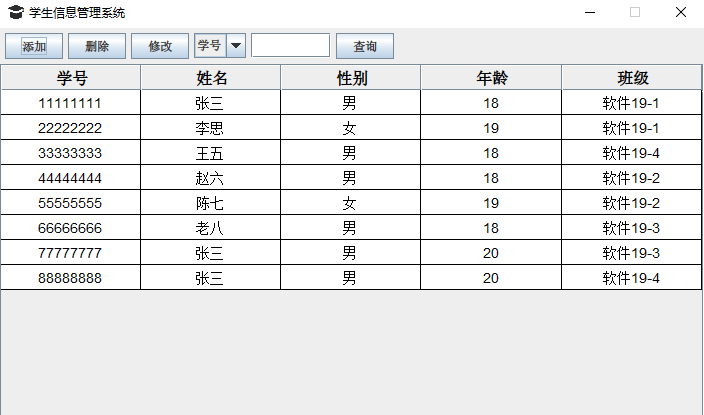 学生信息管理系统
添加 删除 修改 学号 查询
学号 姓名 性别 年龄 班级
11111111 张三 男 18 软件19-1
22222222 李思 女 19 软件19-1
33333333 王五 男 18 软件19-4
44444444 赵六 男 18 软件19-2
55555555 陈七 女 19 软件19-2
66666666 老八 男 18 软件19-3
77777777 张三 男 20 软件19-3
88888888 张三 男 20 软件19-4